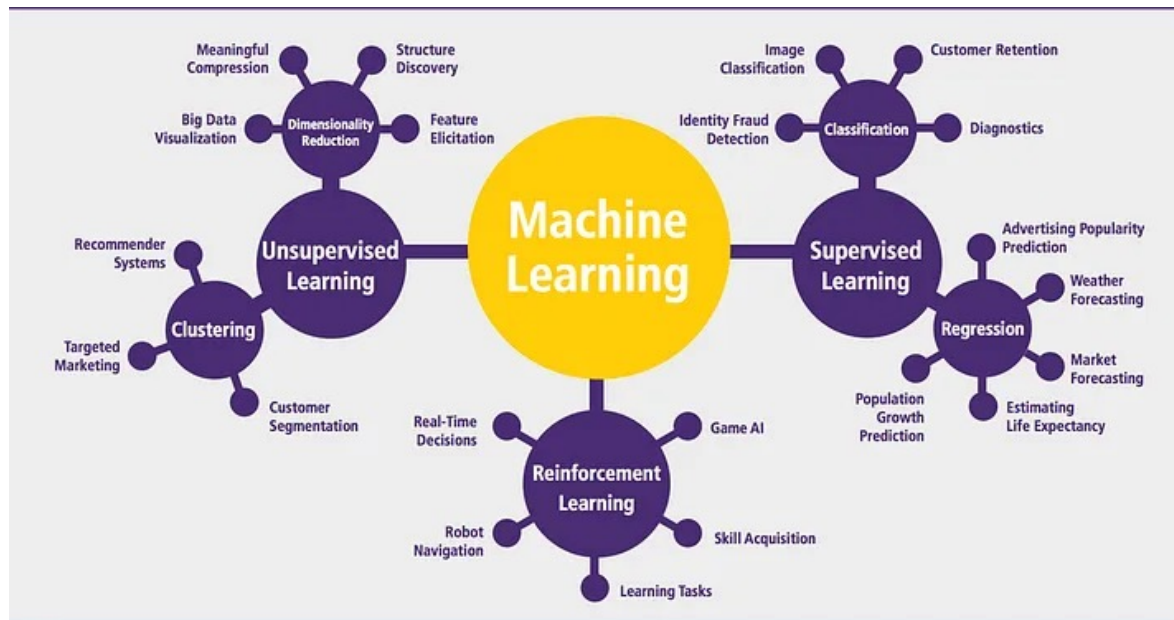 Machine
Learning
Unsupervised
Learning
Dimensionality
Reduction
Meaningful
Compression
Structure
Discovery
Big Data
Visualization
Feature
Elicitation
Clustering
Recommender
Systems
Targeted
Marketing
Customer
Segmentation
Supervised
Learning
Classification
Image
Classification
Customer Retention
Identity Fraud
Detection
Diagnostics
Regression
Advertising Popularity
Prediction
Weather
Forecasting
Market
Forecasting
Population
Growth
Prediction
Estimating
Life Expectancy
Reinforcement
Learning
Real-Time
Decisions
Game AI
Robot
Navigation
Skill Acquisition
Learning Tasks